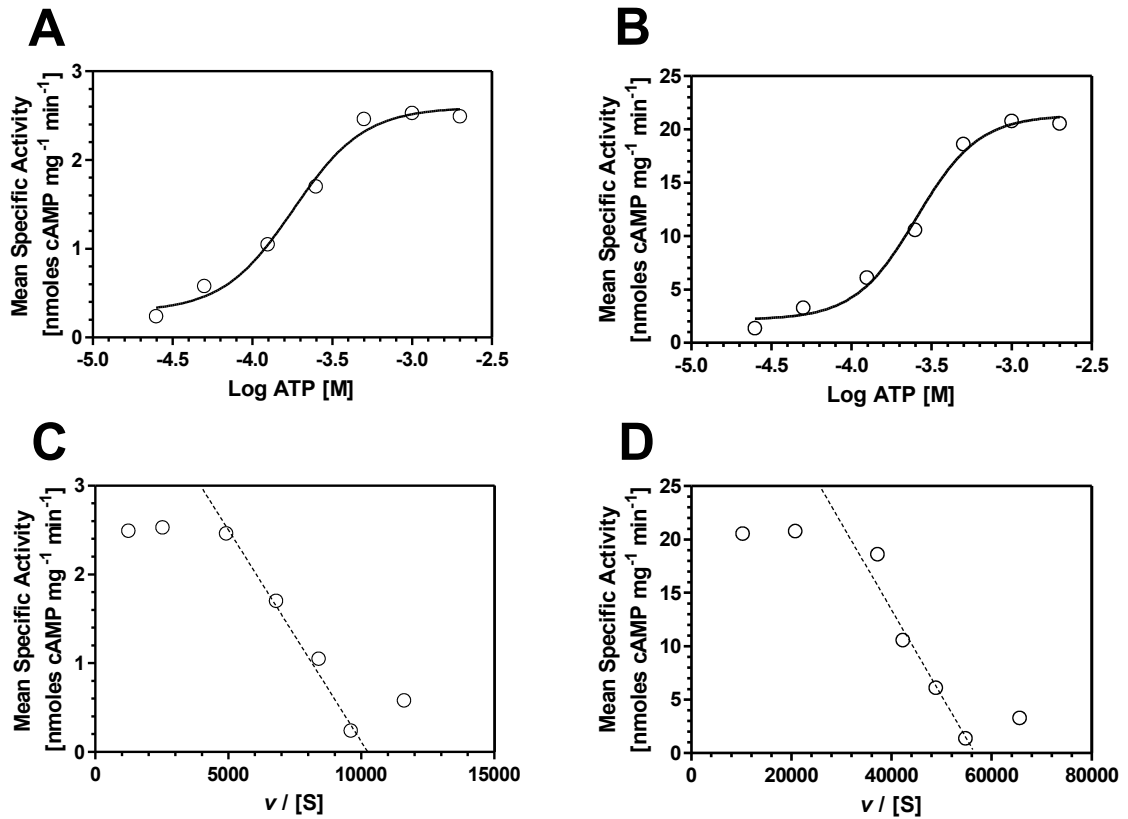 A
Mean Specific Activity
[nmoles cAMP mg-1 min-1]
3
2
1
0
-5.0 -4.5 -4.0 -3.5 -3.0 -2.5
Log ATP [M]
B
Mean Specific Activity
[nmoles cAMP mg-1 min-1]
25
20
15
10
5
0
-5.0 -4.5 -4.0 -3.5 -3.0 -2.5
Log ATP [M]
C
Mean Specific Activity
[nmoles cAMP mg-1 min-1]
3
2
1
0
0 5000 10000 15000
v / [S]
D
Mean Specific Activity
[nmoles cAMP mg-1 min-1]
25
20
15
10
5
0
0 20000 40000 60000 80000
v / [S]